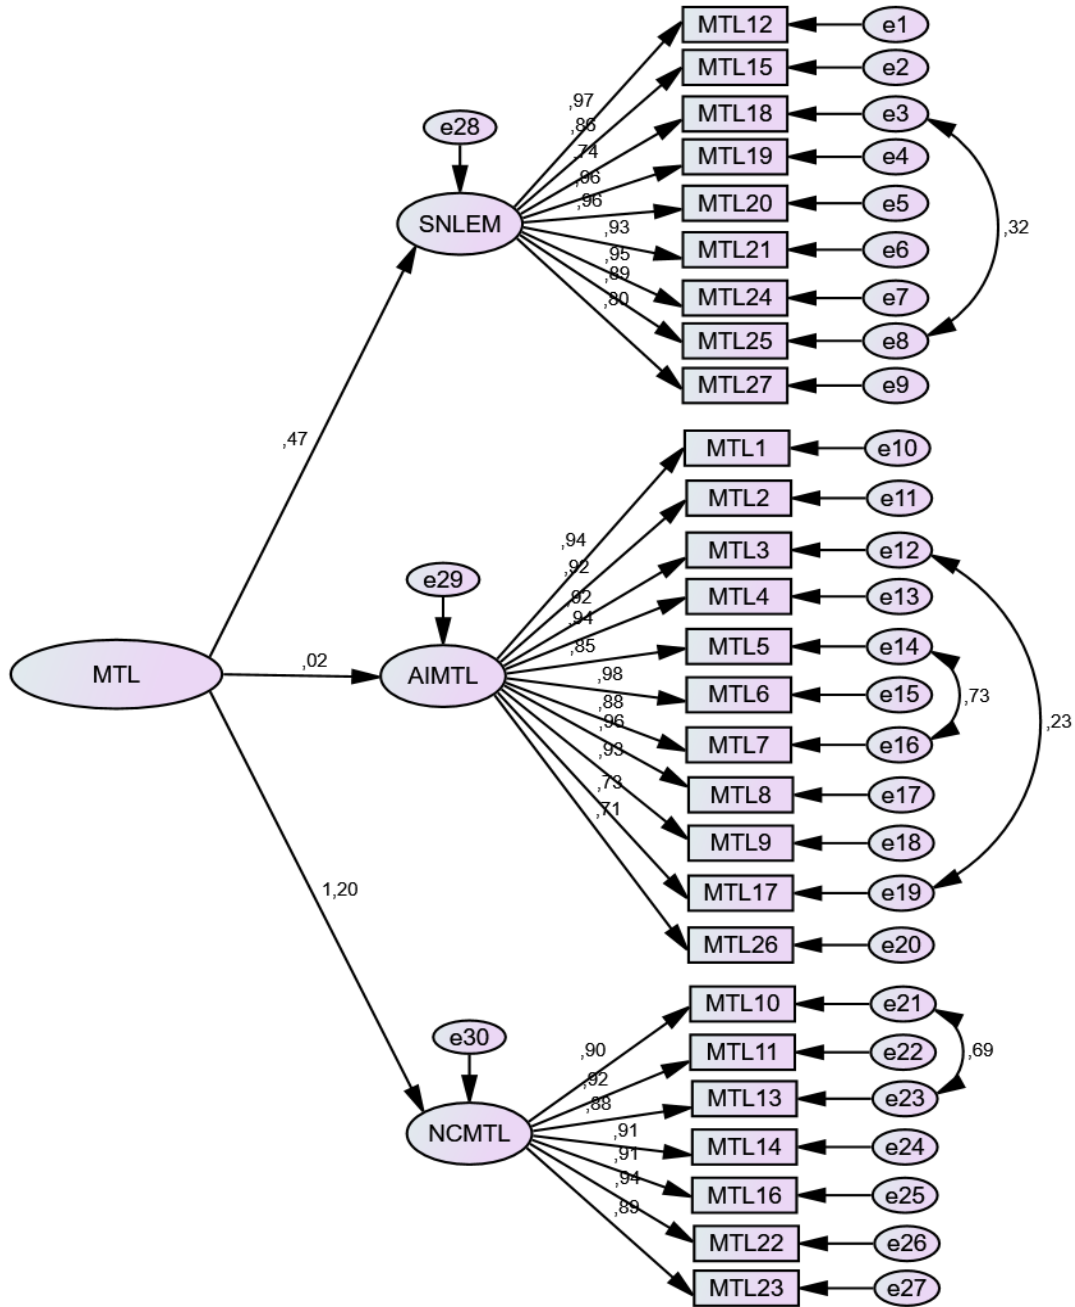 MTL12
e1
MTL15
e2
,97
MTL18
e3
,86
e28
,74
MTL19
e4
,96
MTL20
e5
,96
SNLEM
,93
MTL21
e6
,32
,95
,89
MTL24
e7
,80
MTL25
e8
MTL27
e9
,47
MTL1
e10
MTL2
e11
,94
MTL3
e12
,92
e29
,92
MTL4
e13
,94
,85
MTL5
e14
MTL
,02
AIMTL
,98
MTL6
e15
,73
,88
,96
MTL7
e16
,23
,93
,73
MTL8
e17
,71
MTL9
e18
1,20
MTL17
e19
MTL26
e20
MTL10
e21
e30
,90
MTL11
e22
,69
,92
,88
MTL13
e23
NCMTL
,91
MTL14
e24
,91
,94
MTL16
e25
,89
MTL22
e26
MTL23
e27